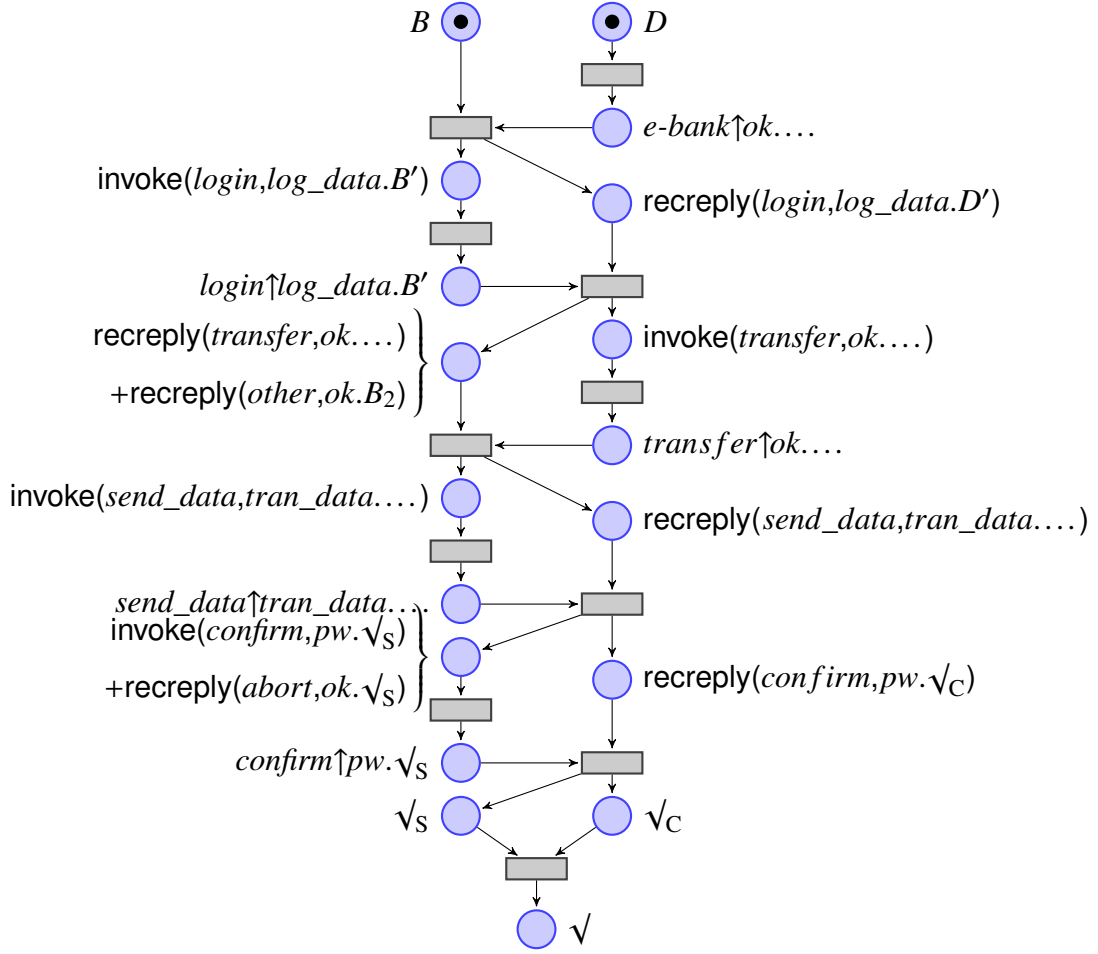 B
D
e-bank↑ok.…
invoke(login,log_data.B′)
recreply(login,log_data.D′)
login↑log_data.B′
recreply(transfer,ok.…)
invoke(transfer,ok.…)
+recreply(other,ok.B₂)
transfer↑ok.…
invoke(send_data,tran_data.…)
recreply(send_data,tran_data.…)
send_data↑tran_data.…
invoke(confirm,pw.√S)
recreply(confirm,pw.√C)
+recreply(abort,ok.√S)
confirm↑pw.√S
√S
√C
√